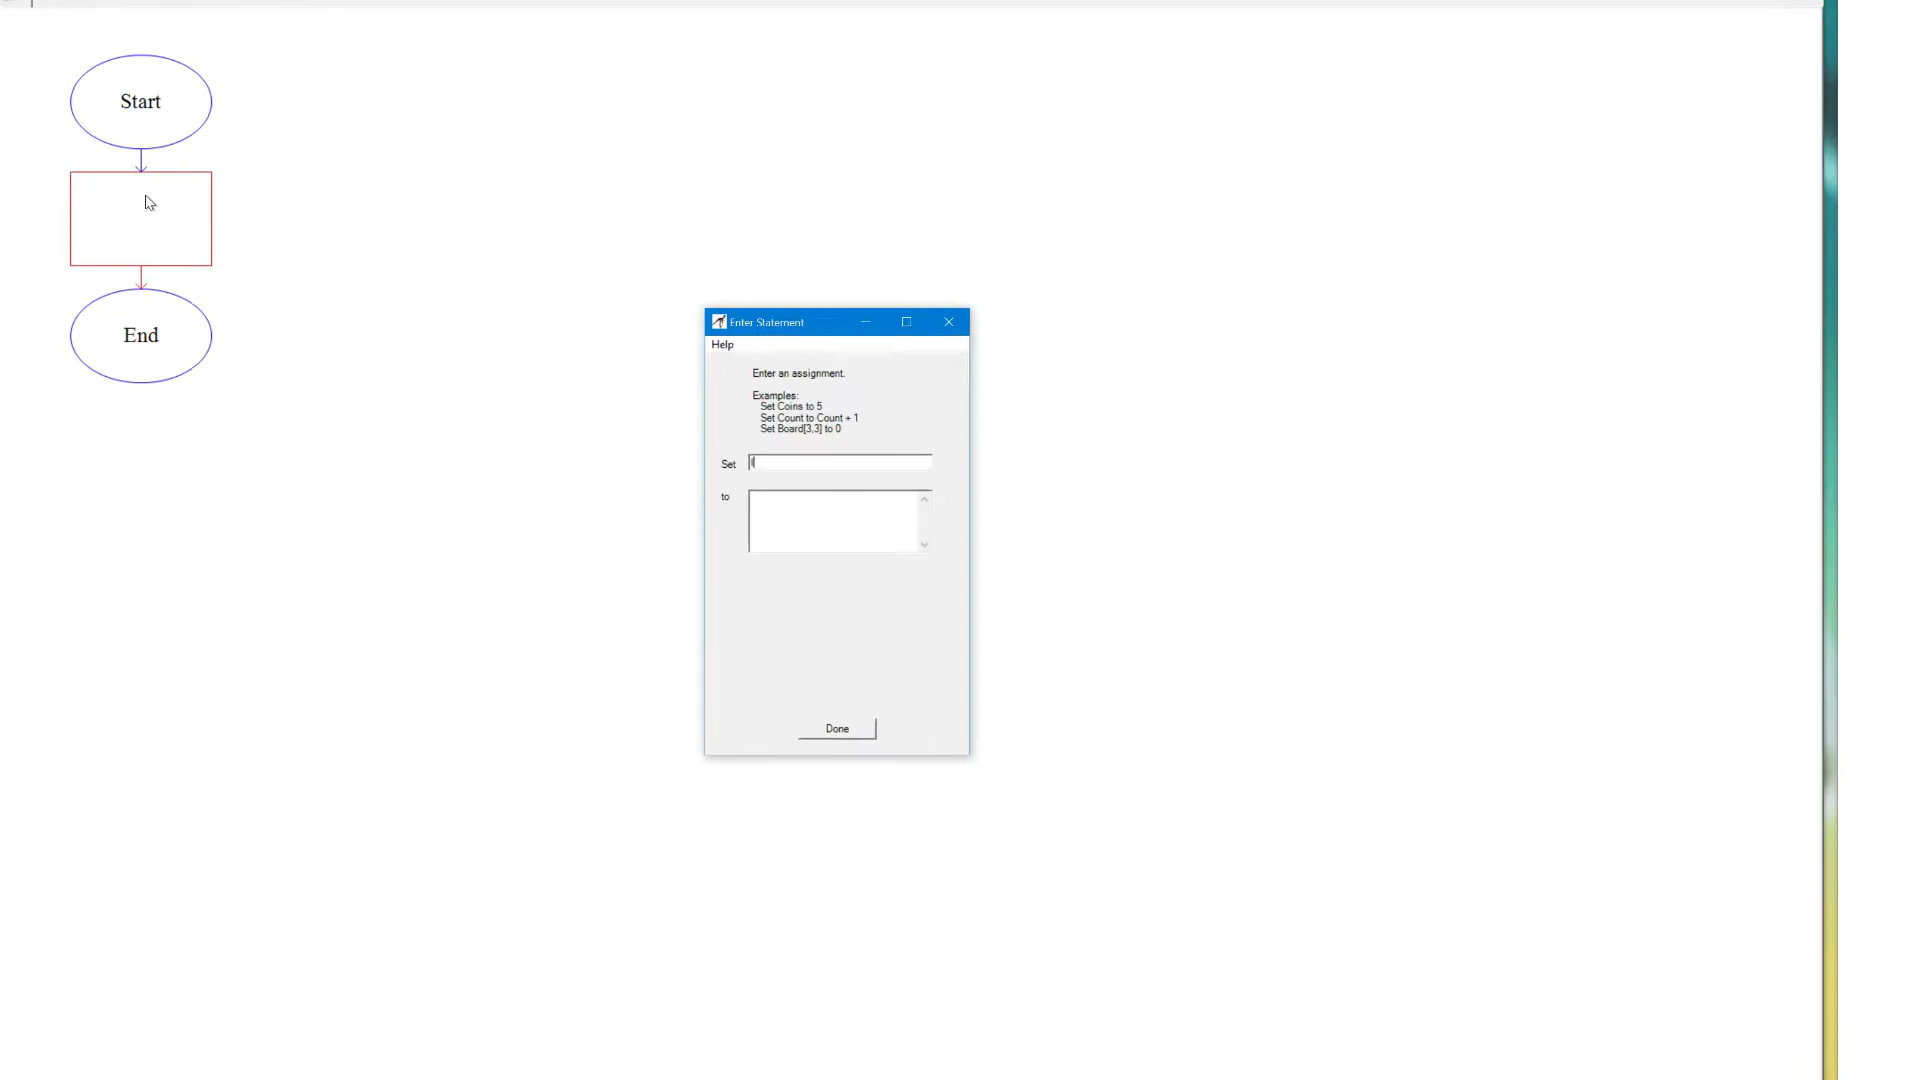 Start
End
Enter Statement
Help
Enter an assignment.
Examples:
Set Coins to 5
Set Count to Count + 1
Set Board[3,3] to 0
Set
to
Done